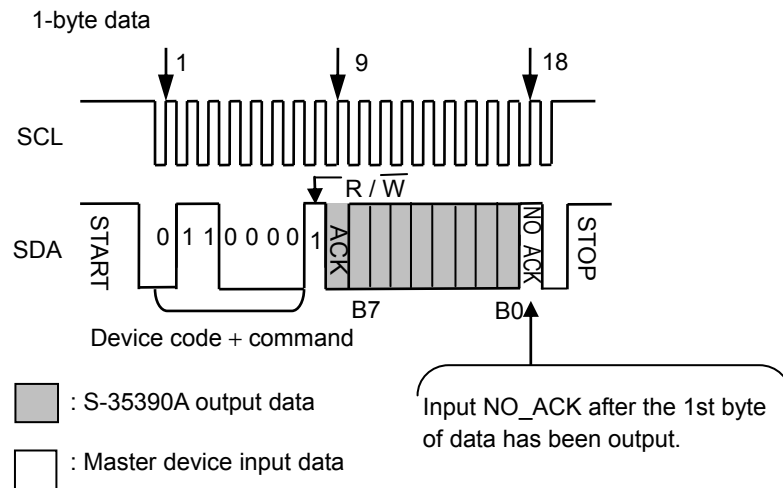 1-byte data
1 9 18
SCL
R / W
SDA START 0 1 1 0 0 0 0 1 ACK NO_ACK STOP
B7 B0
Device code + command
: S-35390A output data
: Master device input data
Input NO_ACK after the 1st byte
of data has been output.